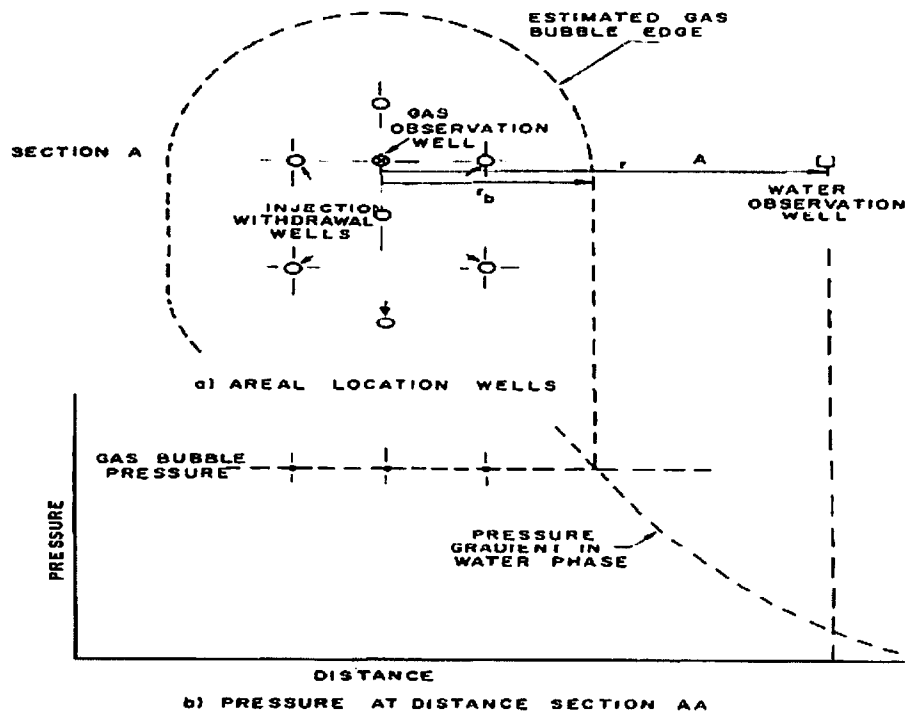 ESTIMATED GAS
BUBBLE EDGE
GAS
OBSERVATION
WELL
SECTION A
r
A
r_b
WATER
OBSERVATION
WELL
INJECTION
WITHDRAWAL
WELLS
a) AREAL LOCATION WELLS
GAS BUBBLE
PRESSURE
PRESSURE
GRADIENT IN
WATER PHASE
PRESSURE
DISTANCE
b) PRESSURE AT DISTANCE SECTION AA